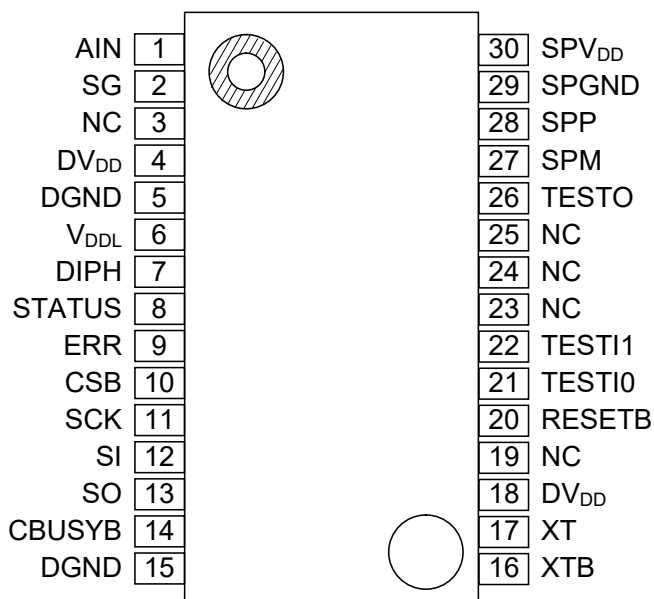 AIN 1 30 SPVDD
SG 2 29 SPGND
NC 3 28 SPP
DVDD 4 27 SPM
DGND 5 26 TESTO
VDDL 6 25 NC
DIPH 7 24 NC
STATUS 8 23 NC
ERR 9 22 TESTI1
CSB 10 21 TESTI0
SCK 11 20 RESETB
SI 12 19 NC
SO 13 18 DVDD
CBUSYB 14 17 XT
DGND 15 16 XTB